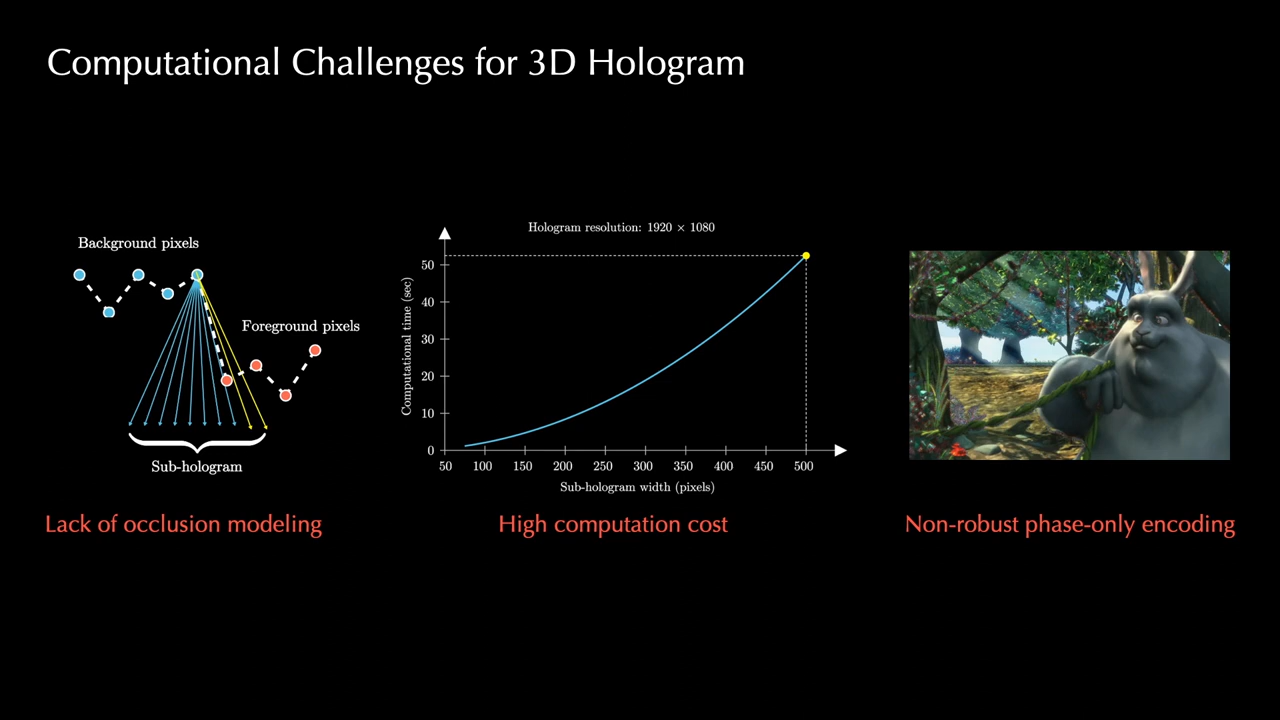 Computational Challenges for 3D Hologram
Background pixels
Foreground pixels
Sub-hologram
Lack of occlusion modeling
Hologram resolution: 1920 × 1080
Computational time (sec)
50
40
30
20
10
0
50 100 150 200 250 300 350 400 450 500
Sub-hologram width (pixels)
High computation cost
Non-robust phase-only encoding